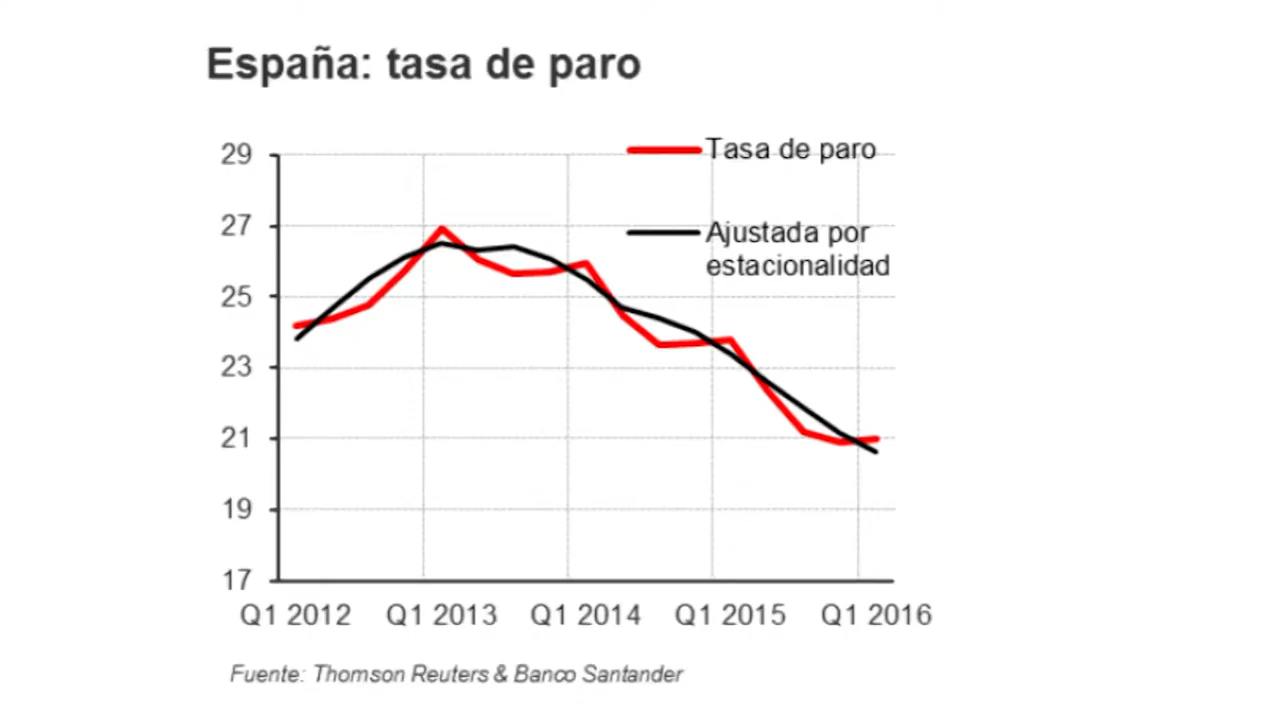 España: tasa de paro
29
Tasa de paro
27
Ajustada por
estacionalidad
25
23
21
19
17
Q1 2012 Q1 2013 Q1 2014 Q1 2015 Q1 2016
Fuente: Thomson Reuters & Banco Santander